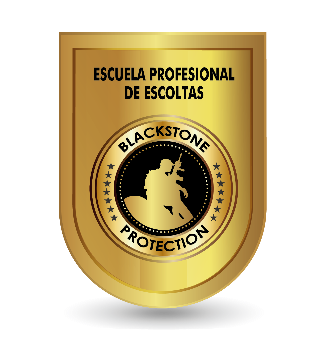 ESCUELA PROFESIONAL
DE ESCOLTAS
BLACKSTONE
PROTECTION